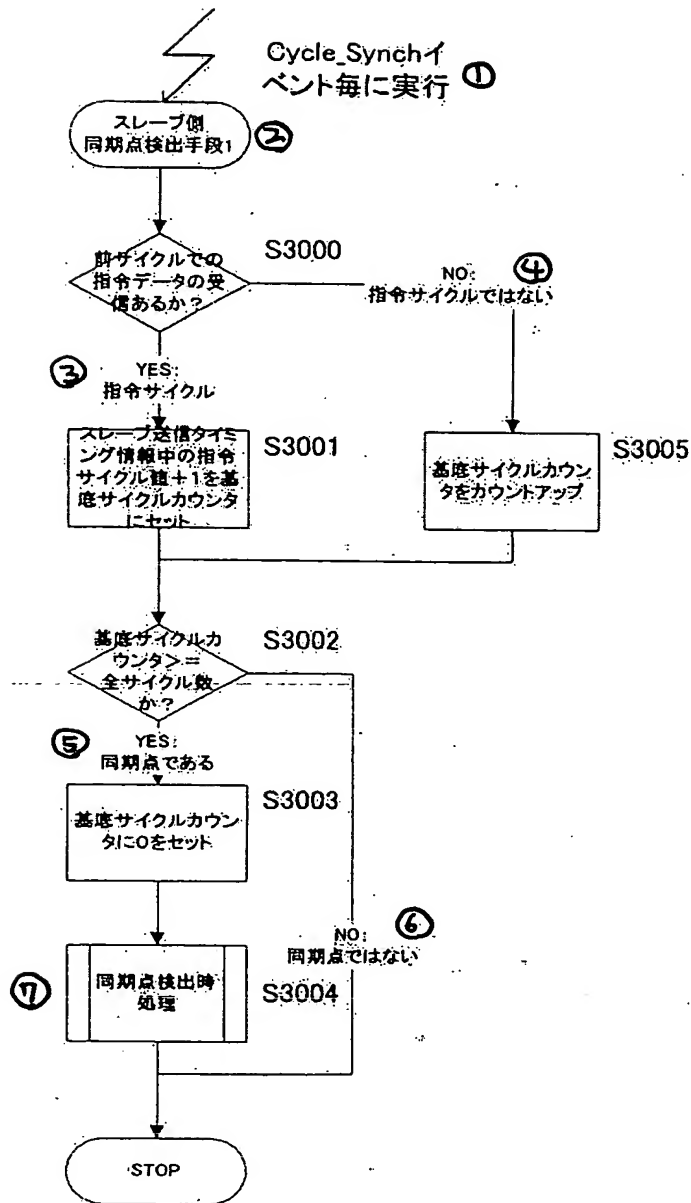 Cycle_Synchイ
ベント毎に実行 ①
スレーブ側
同期点検出手段1
②
S3000
前サイクルでの
指令データの受
信あるか？
NO:
④
指令サイクルではない
③
YES:
指令サイクル
スレーブ送信タイミ
ング情報中の指令
サイクル値＋1を基
底サイクルカウンタ
にセット
S3001
基底サイクルカウン
タをカウントアップ
S3005
基底サイクルカ
ウンタ>=
全サイクル数
か？
S3002
⑤
YES:
同期点である
基底サイクルカウン
タに0をセット
S3003
NO:
⑥
同期点ではない
⑦
同期点検出時
処理
S3004
STOP